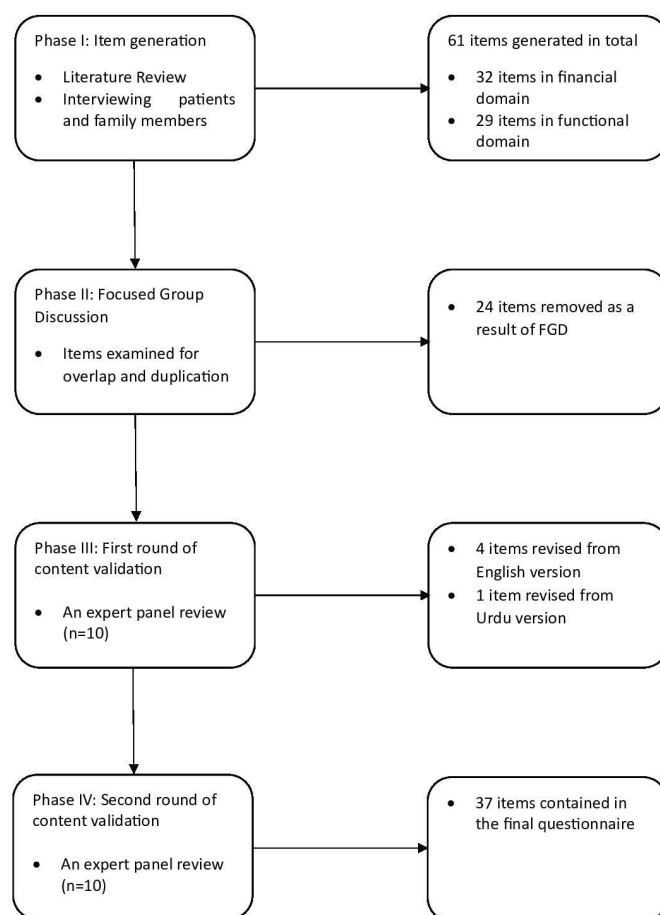 Phase I: Item generation
• Literature Review
• Interviewing patients
and family members
61 items generated in total
• 32 items in financial
domain
• 29 items in functional
domain
Phase II: Focused Group
Discussion
• Items examined for
overlap and duplication
• 24 items removed as a
result of FGD
Phase III: First round of
content validation
• An expert panel review
(n=10)
• 4 items revised from
English version
• 1 item revised from
Urdu version
Phase IV: Second round of
content validation
• An expert panel review
(n=10)
• 37 items contained in
the final questionnaire